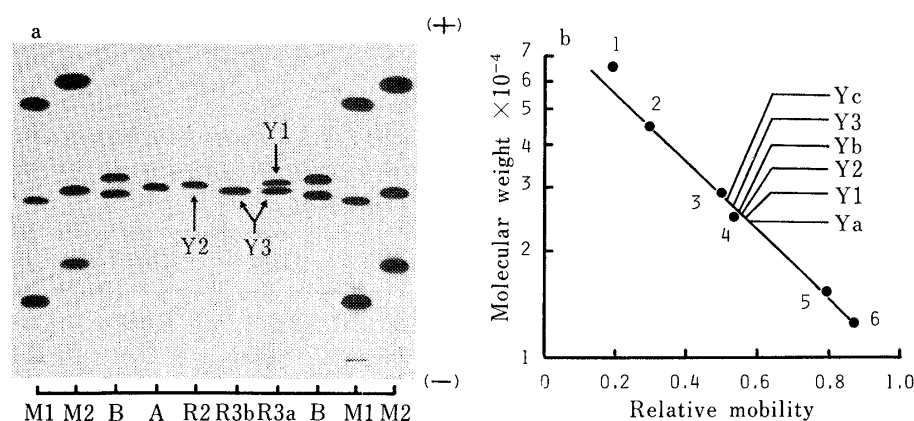 a
(+)
Y1
Y2
Y3
(-)
M1 M2 B A R2 R3b R3a B M1 M2
b
Molecular weight ×10⁻⁴
7
6
5
4
3
2
1
0 0.2 0.4 0.6 0.8 1.0
Relative mobility
1
2
3
4
5
6
Yc
Y3
Yb
Y2
Y1
Ya